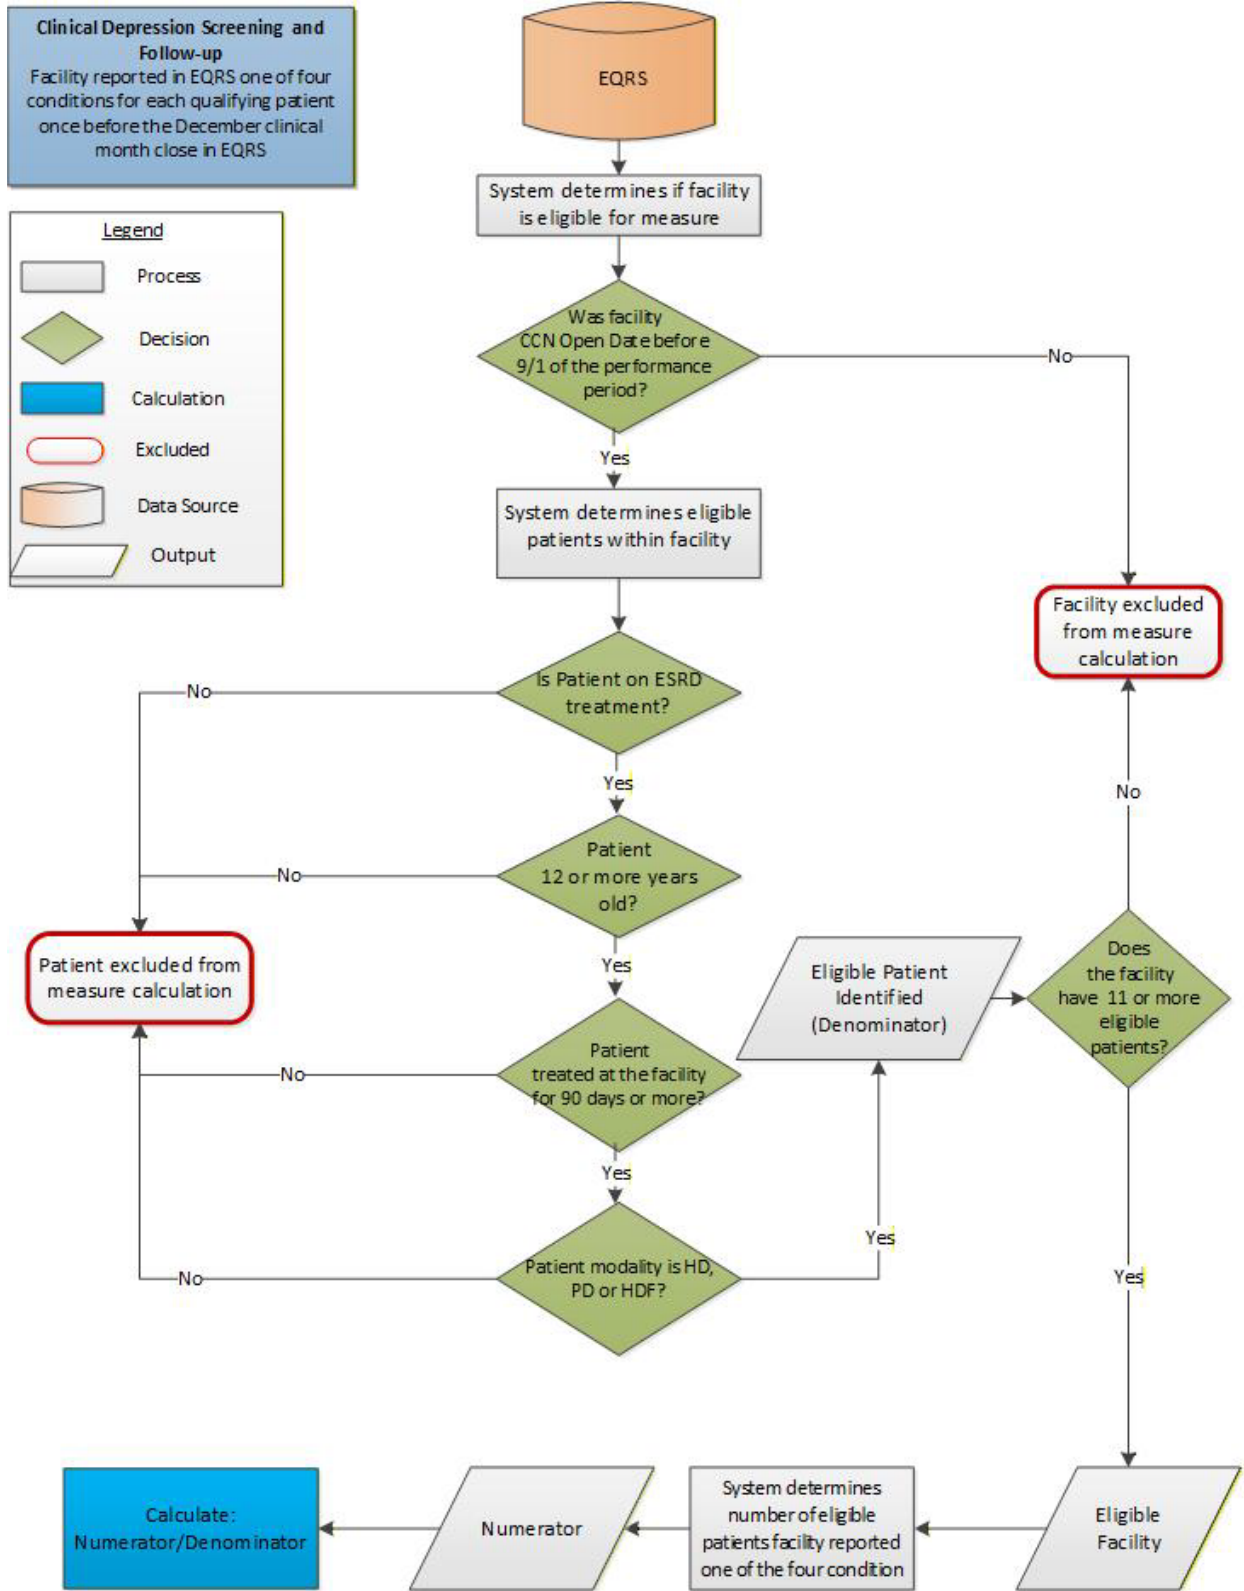 Clinical Depression Screening and
Follow-up
Facility reported in EQRS one of four
conditions for each qualifying patient
once before the December clinical
month close in EQRS
EQRS
System determines if facility
is eligible for measure
Legend
Process
Decision
Calculation
Excluded
Data Source
Output
Was facility
CCN Open Date before
9/1 of the performance
period?
No
Yes
System determines eligible
patients within facility
Facility excluded
from measure
calculation
Is Patient on ESRD
treatment?
No
Yes
No
Patient
12 or more years
old?
No
Yes
Patient excluded from
measure calculation
Eligible Patient
Identified
(Denominator)
Does
the facility
have 11 or more
eligible
patients?
Patient
treated at the facility
for 90 days or more?
No
Yes
Yes
Patient modality is HD,
PD or HDF?
No
Yes
Calculate:
Numerator/Denominator
Numerator
System determines
number of eligible
patients facility reported
one of the four condition
Eligible
Facility